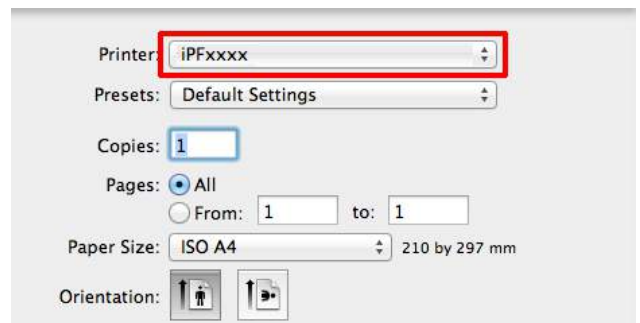 Printer: iPFxxxx
Presets: Default Settings
Copies: 1
Pages: All
From: 1 to: 1
Paper Size: ISO A4 210 by 297 mm
Orientation: